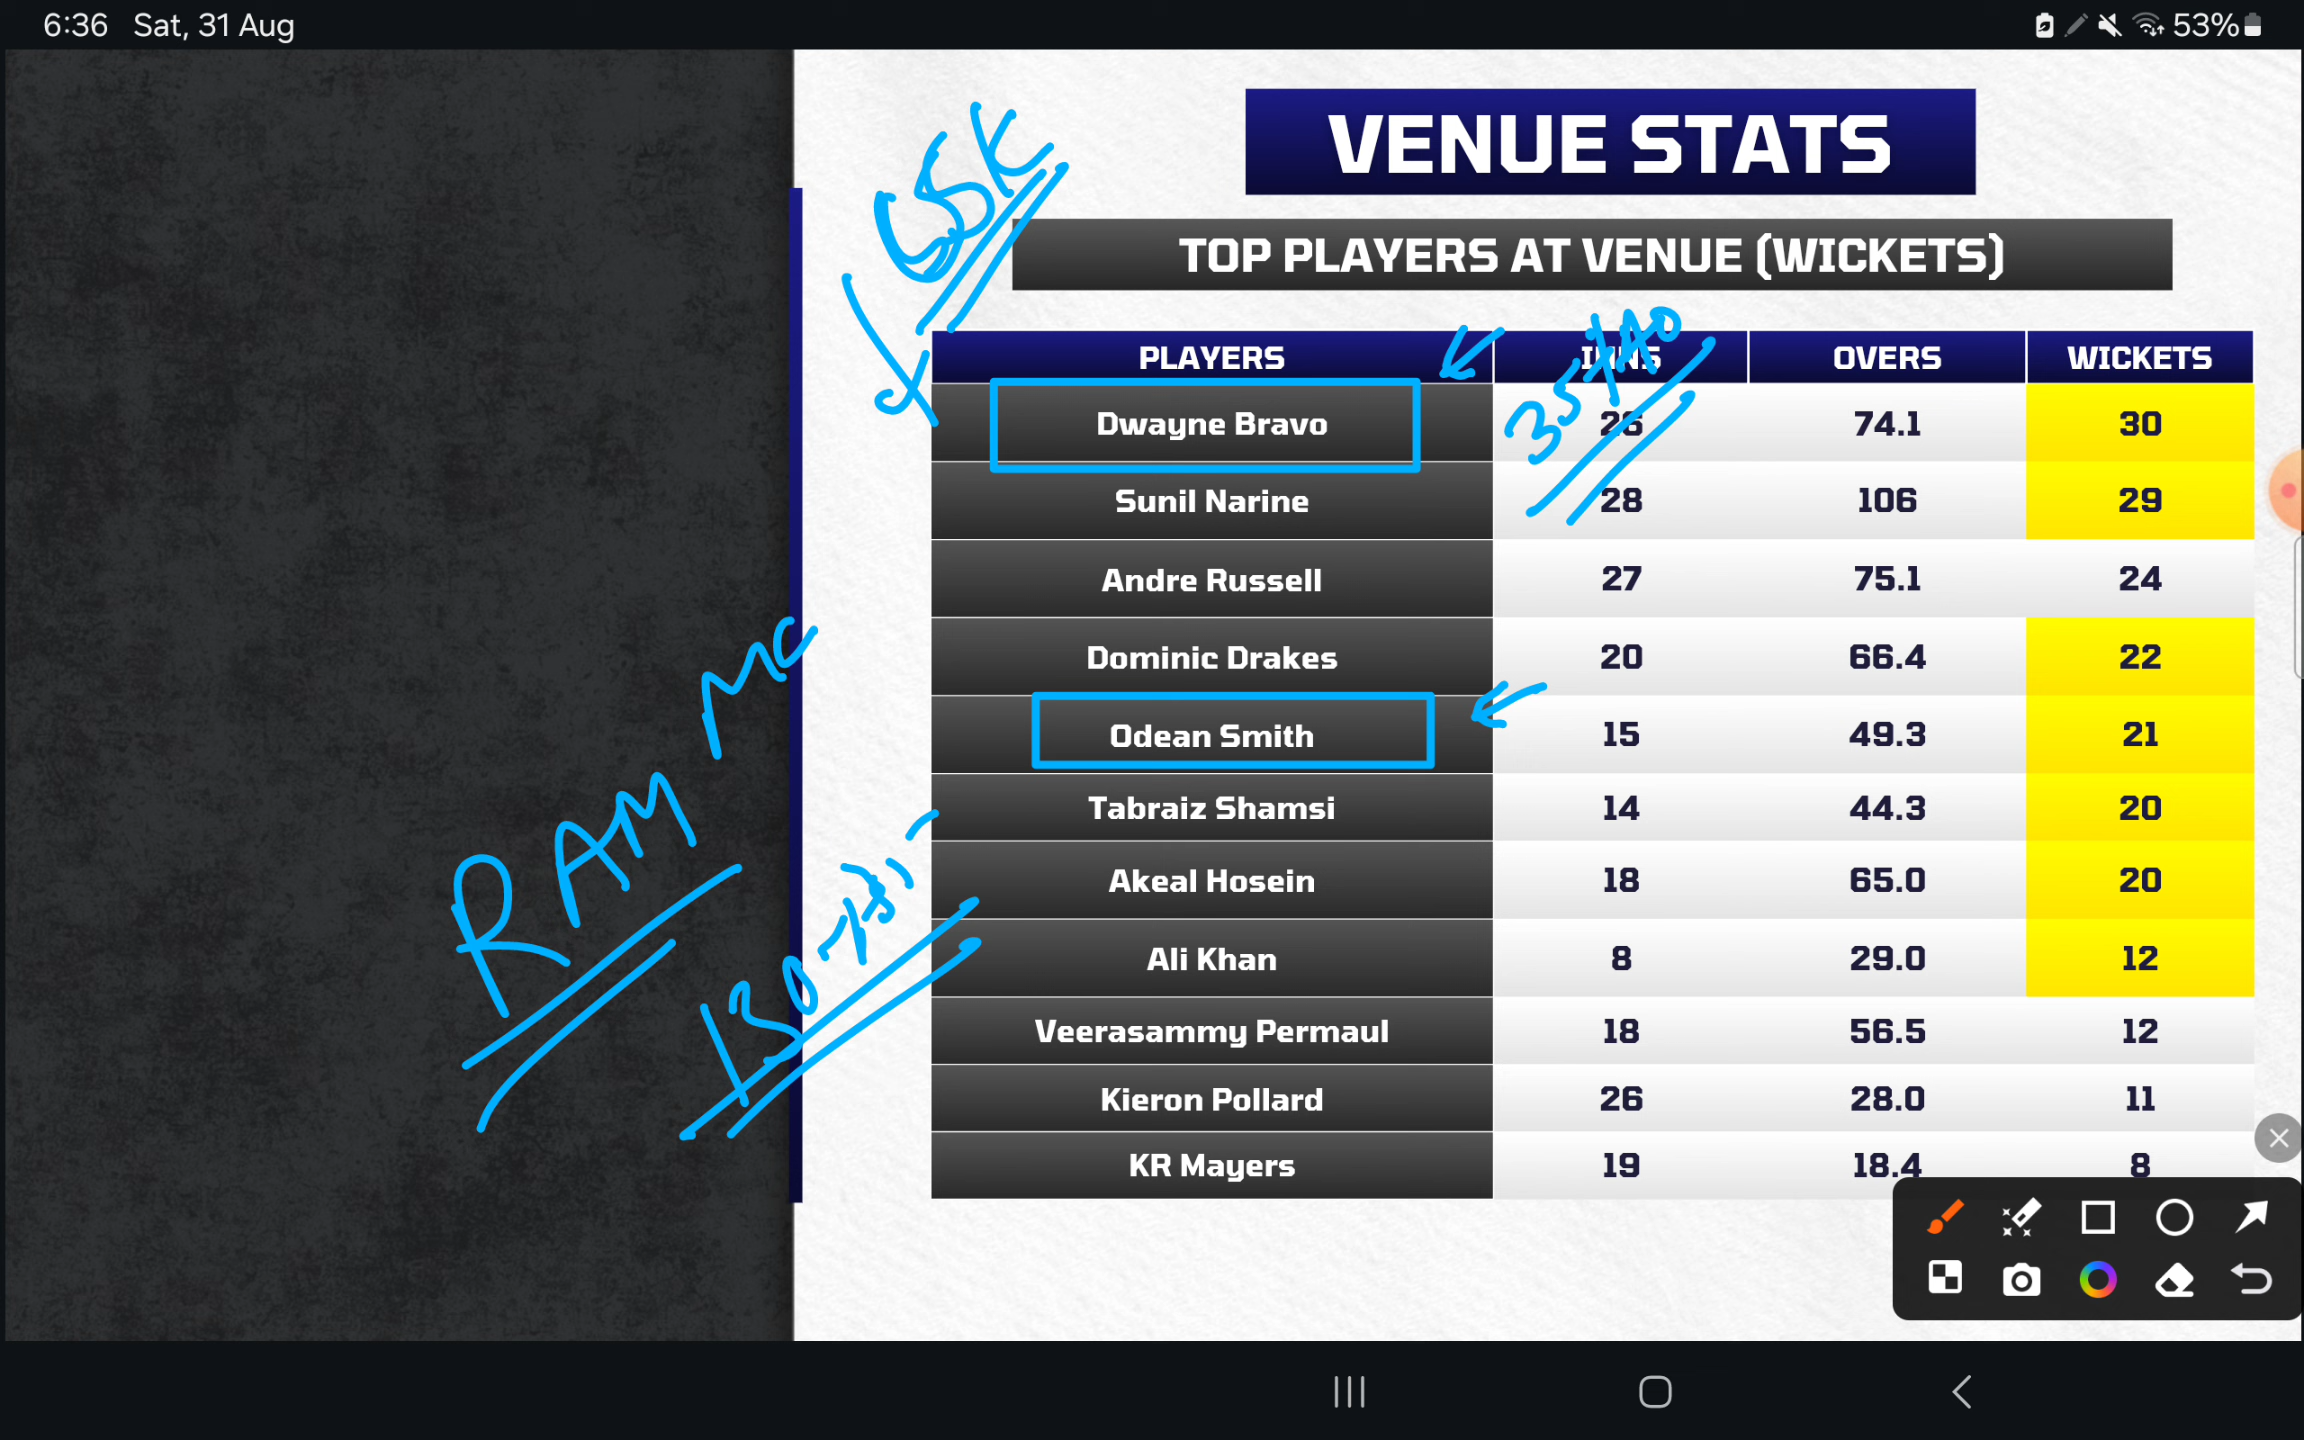 6:36 Sat, 31 Aug 53%
VENUE STATS
TOP PLAYERS AT VENUE (WICKETS)
CSK
PLAYERS INNS OVERS WICKETS
Dwayne Bravo 26 74.1 30
Sunil Narine 28 106 29
Andre Russell 27 75.1 24
Dominic Drakes 20 66.4 22
Odean Smith 15 49.3 21
Tabraiz Shamsi 14 44.3 20
Akeal Hosein 18 65.0 20
Ali Khan 8 29.0 12
Veerasammy Permaul 18 56.5 12
Kieron Pollard 26 28.0 11
KR Mayers 19 18.4 8
RAM